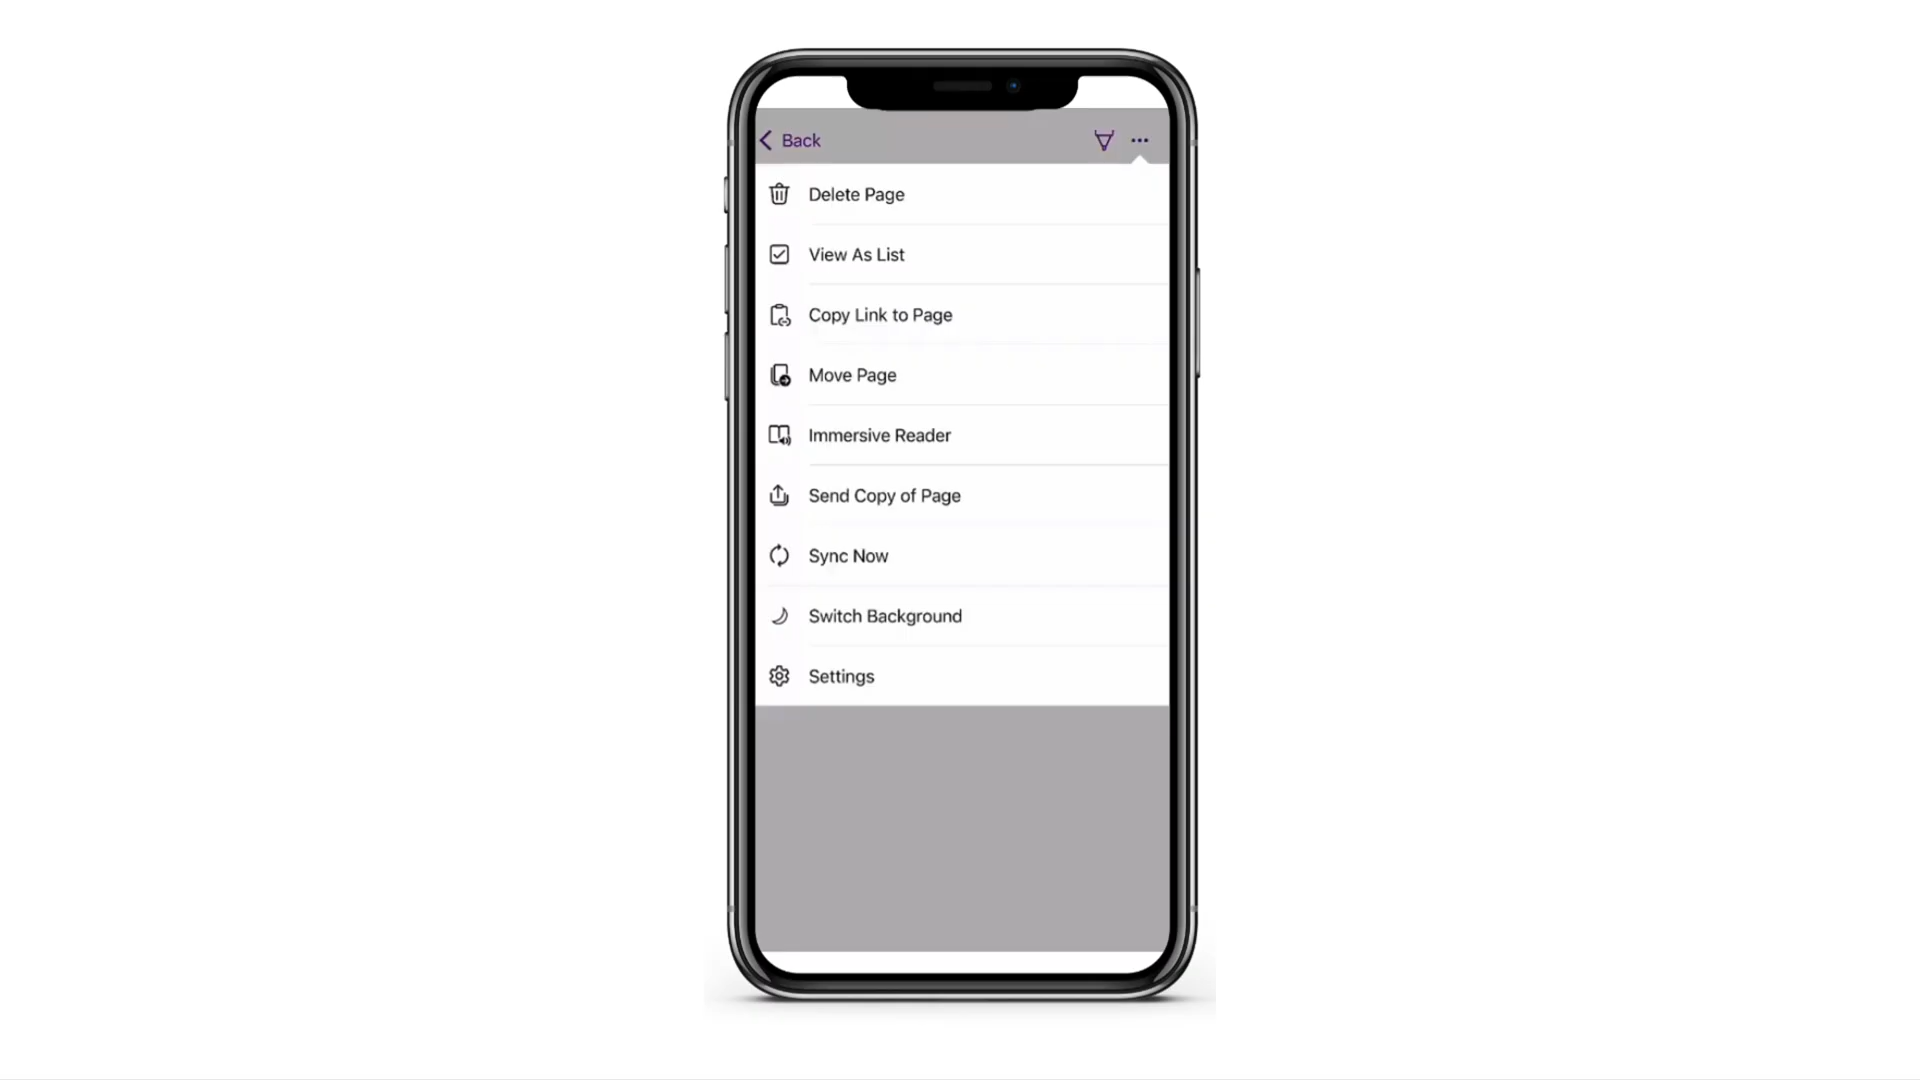 Back
Delete Page
View As List
Copy Link to Page
Move Page
Immersive Reader
Send Copy of Page
Sync Now
Switch Background
Settings